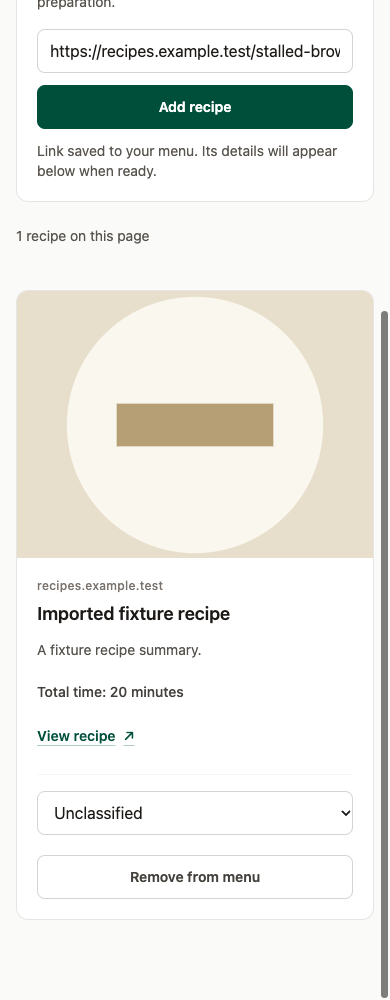 preparation.
https://recipes.example.test/stalled-brow
Add recipe
Link saved to your menu. Its details will appear
below when ready.
1 recipe on this page
recipes.example.test
Imported fixture recipe
A fixture recipe summary.
Total time: 20 minutes
View recipe ↗
Unclassified
Remove from menu